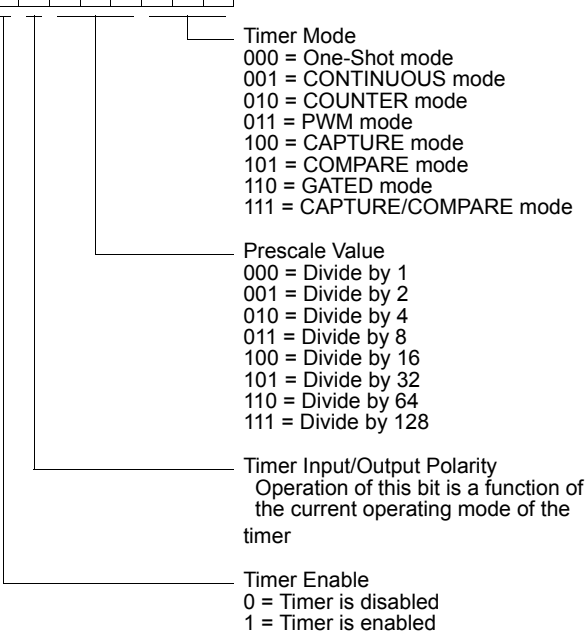 Timer Mode
000 = One-Shot mode
001 = CONTINUOUS mode
010 = COUNTER mode
011 = PWM mode
100 = CAPTURE mode
101 = COMPARE mode
110 = GATED mode
111 = CAPTURE/COMPARE mode
Prescale Value
000 = Divide by 1
001 = Divide by 2
010 = Divide by 4
011 = Divide by 8
100 = Divide by 16
101 = Divide by 32
110 = Divide by 64
111 = Divide by 128
Timer Input/Output Polarity
Operation of this bit is a function of
the current operating mode of the
timer
Timer Enable
0 = Timer is disabled
1 = Timer is enabled